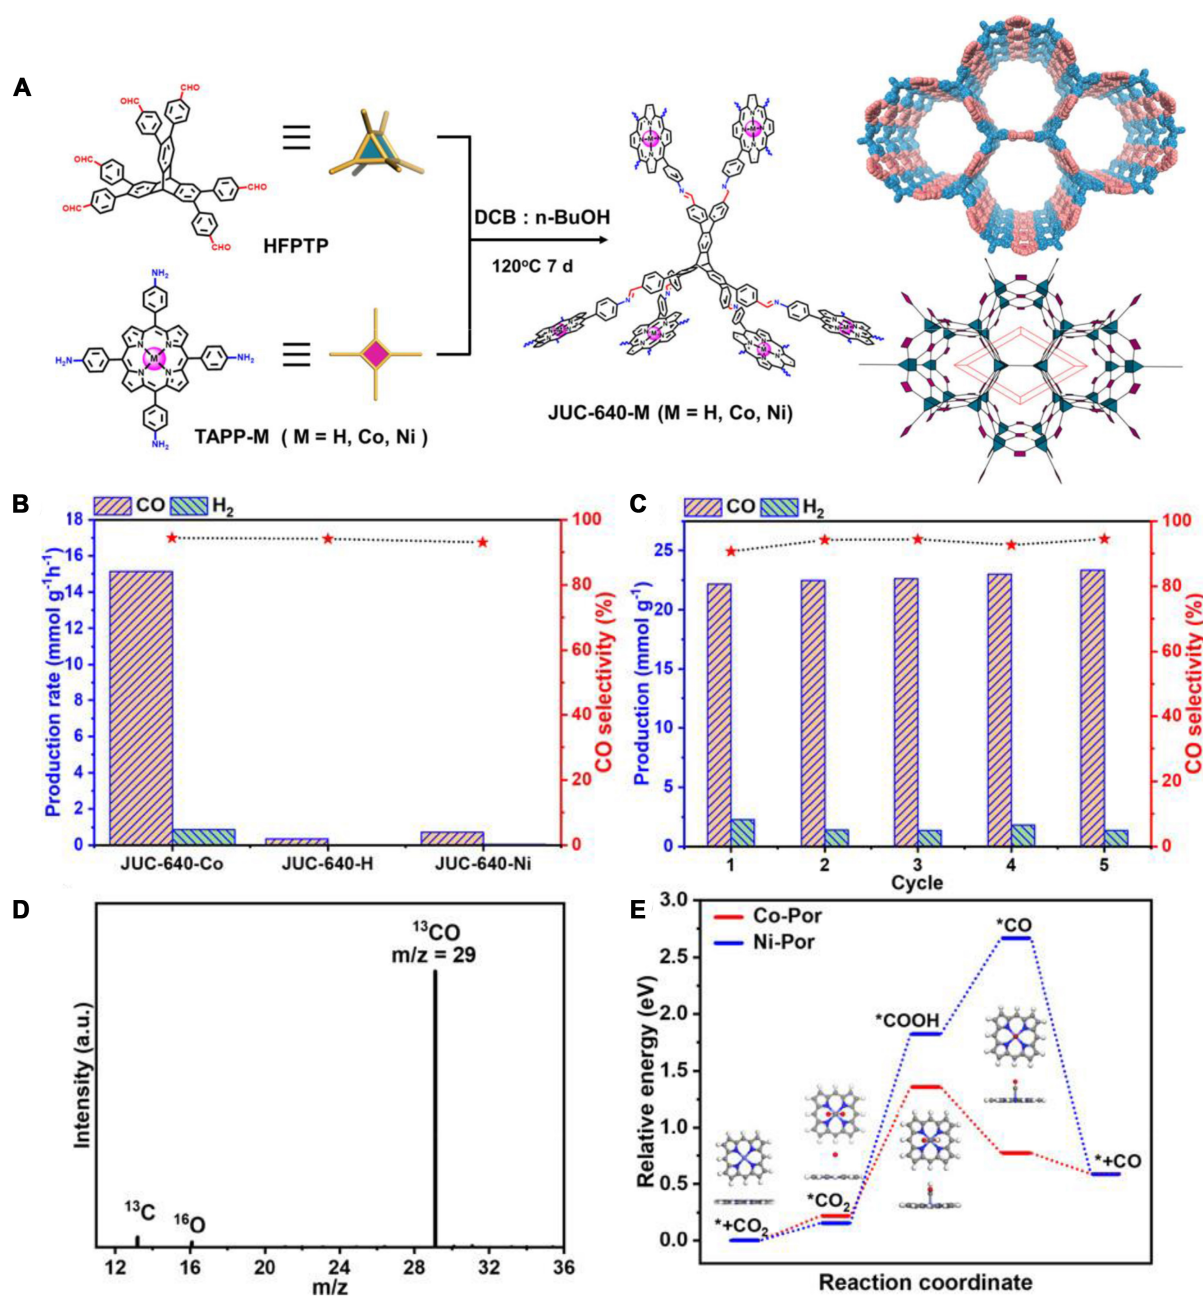 A
OHC
CHO
OHC
CHO
OHC
CHO
≡
HFPTP
DCB : n-BuOH
120°C 7 d
NH₂
H₂N
M
NH₂
NH₂
≡
TAPP-M ( M = H, Co, Ni )
JUC-640-M (M = H, Co, Ni)
B
CO H₂
Production rate (mmol g⁻¹h⁻¹)
18
16
14
12
10
8
6
4
2
0
100
80
60
40
20
0
CO selectivity (%)
JUC-640-Co JUC-640-H JUC-640-Ni
C
CO H₂
Production (mmol g⁻¹)
25
20
15
10
5
0
100
80
60
40
20
0
CO selectivity (%)
1 2 3 4 5
Cycle
D
Intensity (a.u.)
¹³CO
m/z = 29
¹³C
¹⁶O
12 16 20 24 28 32 36
m/z
E
Co-Por
Ni-Por
Relative energy (eV)
3.0
2.5
2.0
1.5
1.0
0.5
0.0
*CO
*COOH
*CO₂
*+CO₂
*+CO
Reaction coordinate